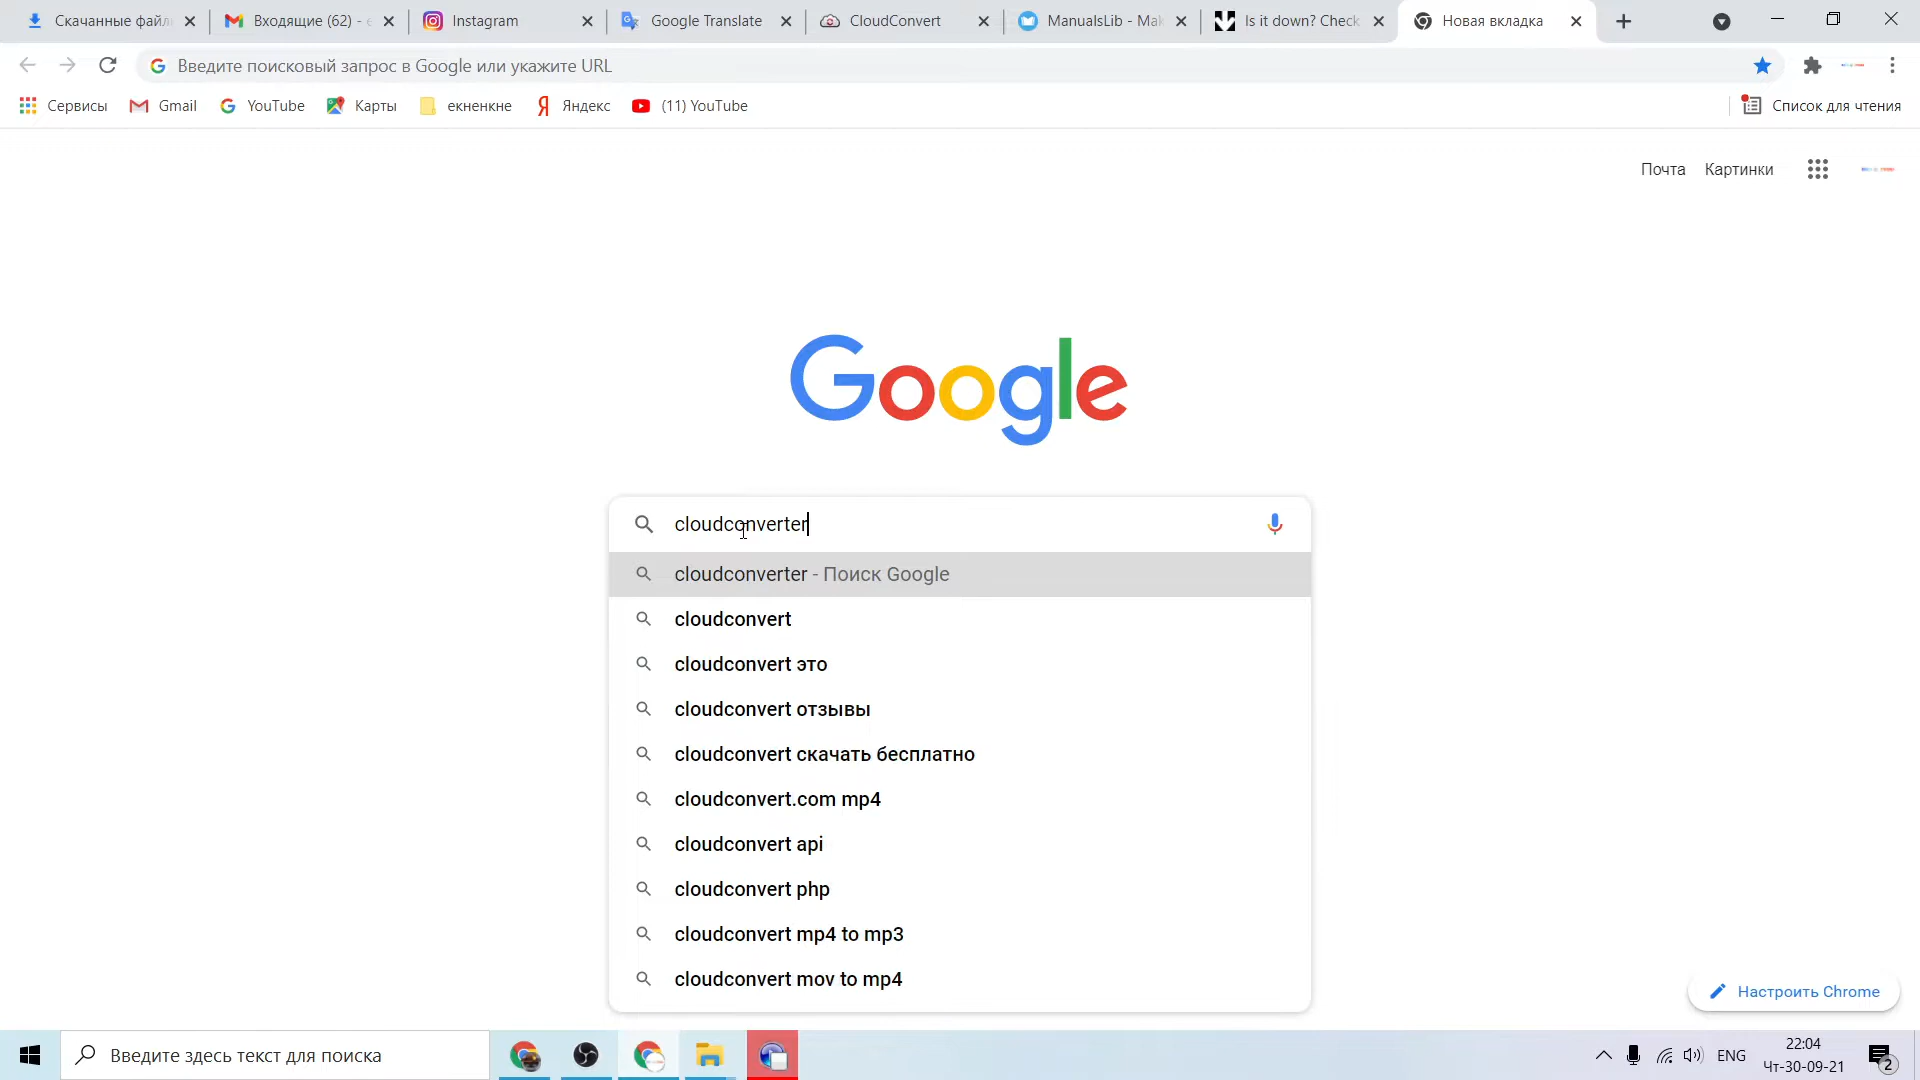 Скачанные файл
Входящие (62) -
Instagram
Google Translate
CloudConvert
ManualsLib - Mak
Is it down? Check
Новая вкладка
Введите поисковый запрос в Google или укажите URL
Сервисы
Gmail
YouTube
Карты
екненкне
Яндекс
(11) YouTube
Список для чтения
Почта
Картинки
Google
cloudconverter
cloudconverter - Поиск Google
cloudconvert
cloudconvert это
cloudconvert отзывы
cloudconvert скачать бесплатно
cloudconvert.com mp4
cloudconvert api
cloudconvert php
cloudconvert mp4 to mp3
cloudconvert mov to mp4
Настроить Chrome
Введите здесь текст для поиска
ENG
22:04
Чт-30-09-21
2